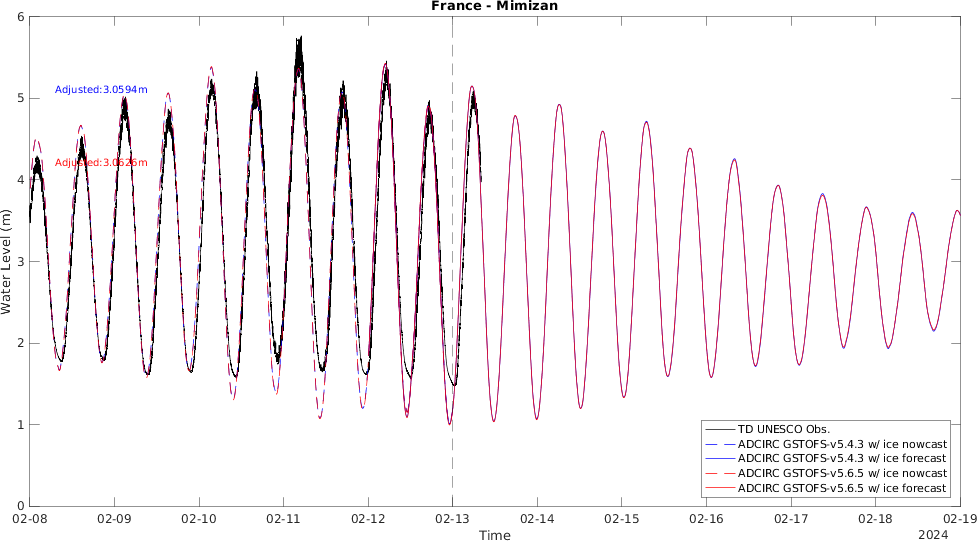 France - Mimizan
6
5
4
3
2
1
0
Water Level (m)
Adjusted:3.0594m
Adjusted:3.0626m
TD UNESCO Obs.
ADCIRC GSTOFS-v5.4.3 w/ ice nowcast
ADCIRC GSTOFS-v5.4.3 w/ ice forecast
ADCIRC GSTOFS-v5.6.5 w/ ice nowcast
ADCIRC GSTOFS-v5.6.5 w/ ice forecast
02-08 02-09 02-10 02-11 02-12 02-13 02-14 02-15 02-16 02-17 02-18 02-19
Time
2024